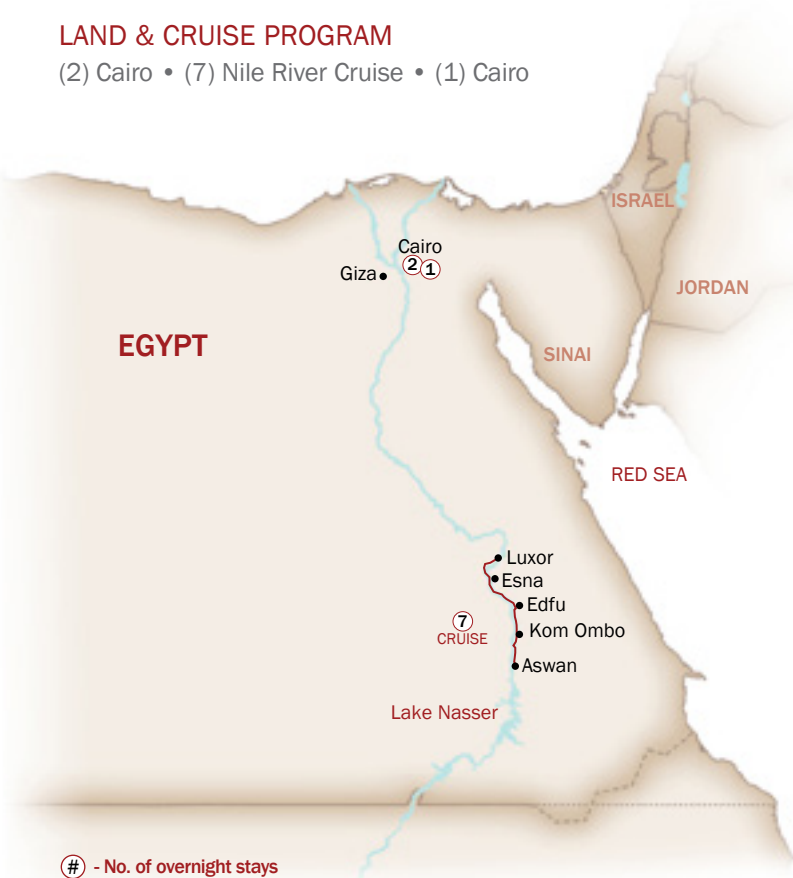 LAND & CRUISE PROGRAM
(2) Cairo • (7) Nile River Cruise • (1) Cairo
ISRAEL
Cairo
2 1
Giza
JORDAN
EGYPT
SINAI
RED SEA
Luxor
Esna
Edfu
7
Kom Ombo
CRUISE
Aswan
Lake Nasser
# - No. of overnight stays